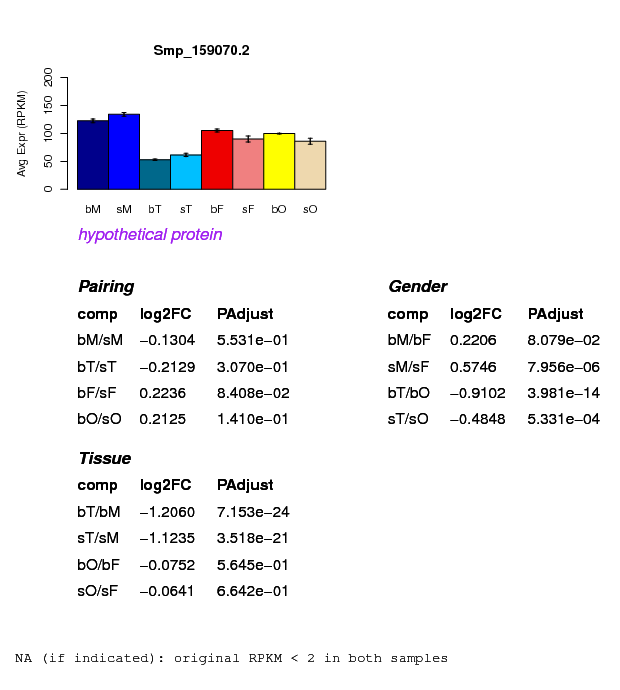 Smp_159070.2
Avg Expr (RPKM)
200
150
100
50
0
bM sM bT sT bF sF bO sO
hypothetical protein
Pairing
comp log2FC PAdjust
bM/sM −0.1304 5.531e−01
bT/sT −0.2129 3.070e−01
bF/sF 0.2236 8.408e−02
bO/sO 0.2125 1.410e−01
Gender
comp log2FC PAdjust
bM/bF 0.2206 8.079e−02
sM/sF 0.5746 7.956e−06
bT/bO −0.9102 3.981e−14
sT/sO −0.4848 5.331e−04
Tissue
comp log2FC PAdjust
bT/bM −1.2060 7.153e−24
sT/sM −1.1235 3.518e−21
bO/bF −0.0752 5.645e−01
sO/sF −0.0641 6.642e−01
NA (if indicated): original RPKM < 2 in both samples